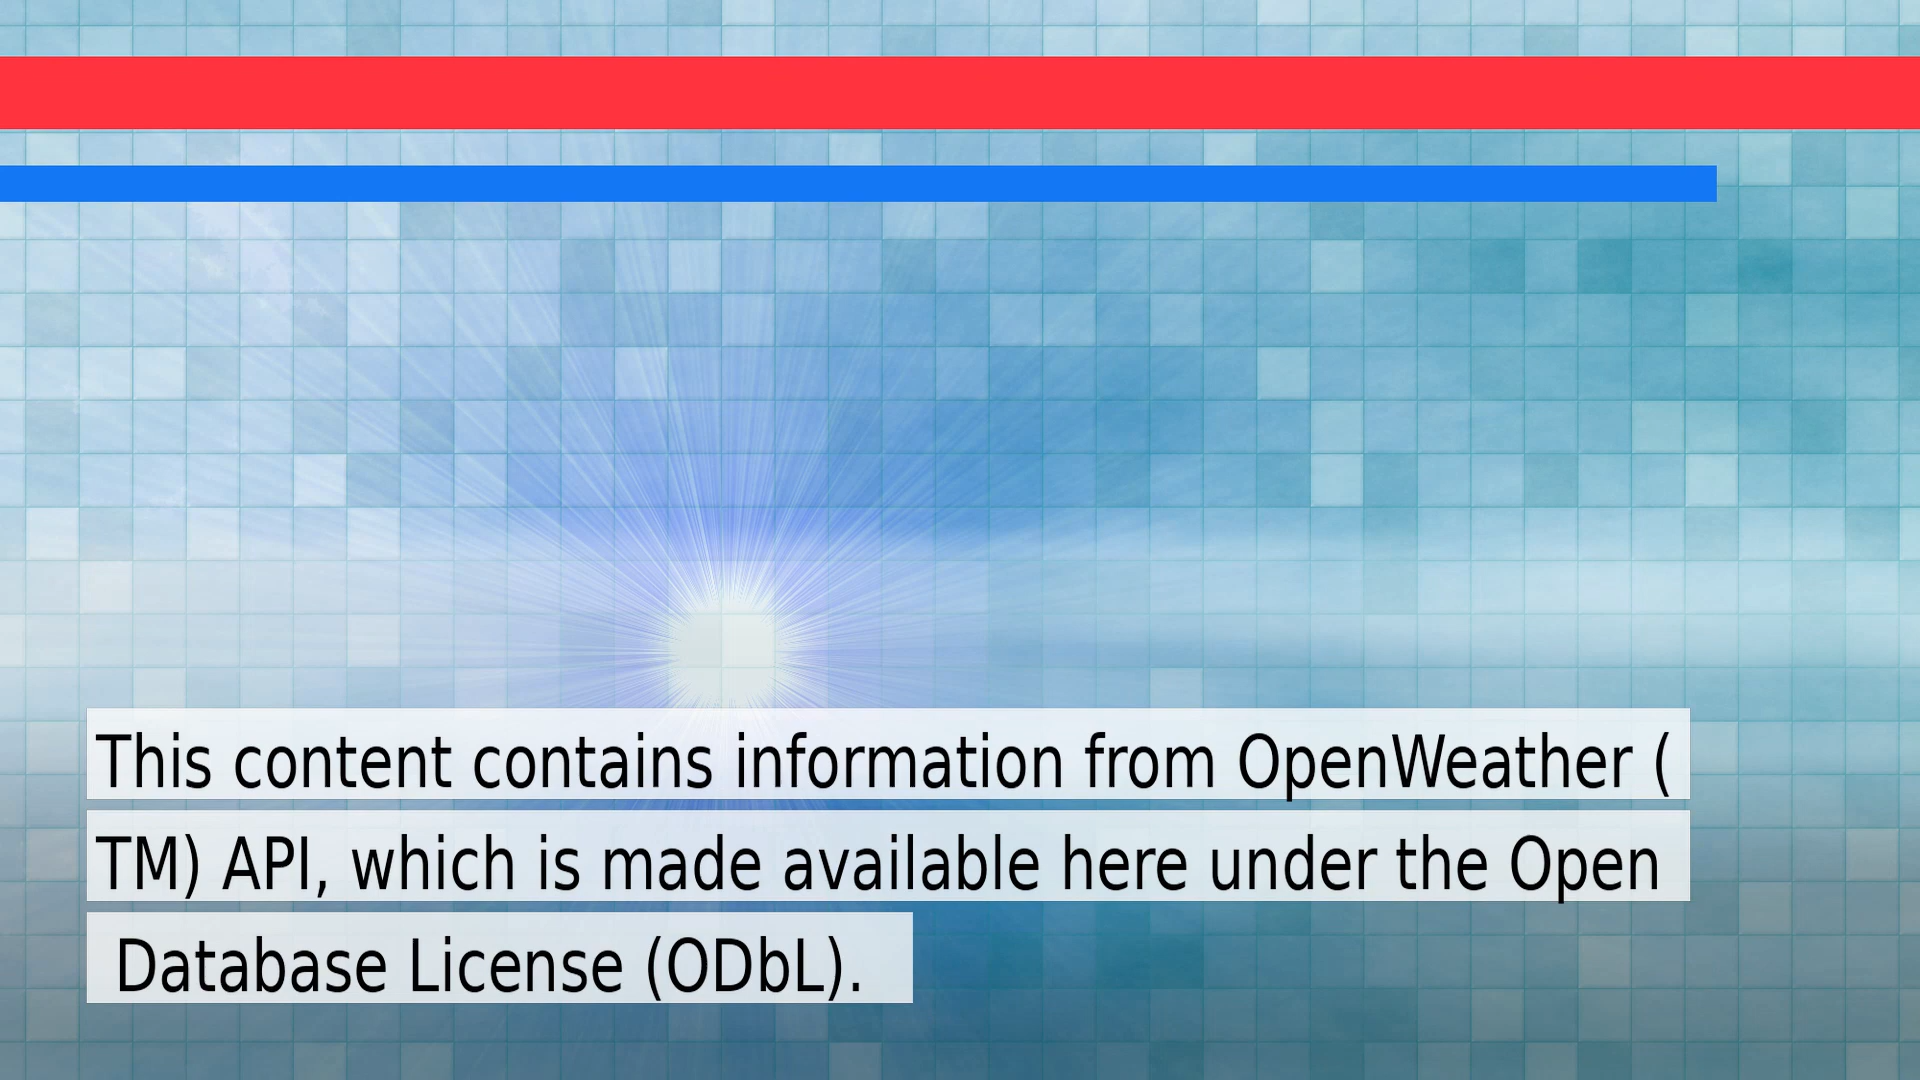 This content contains information from OpenWeather (
TM) API, which is made available here under the Open
Database License (ODbL).